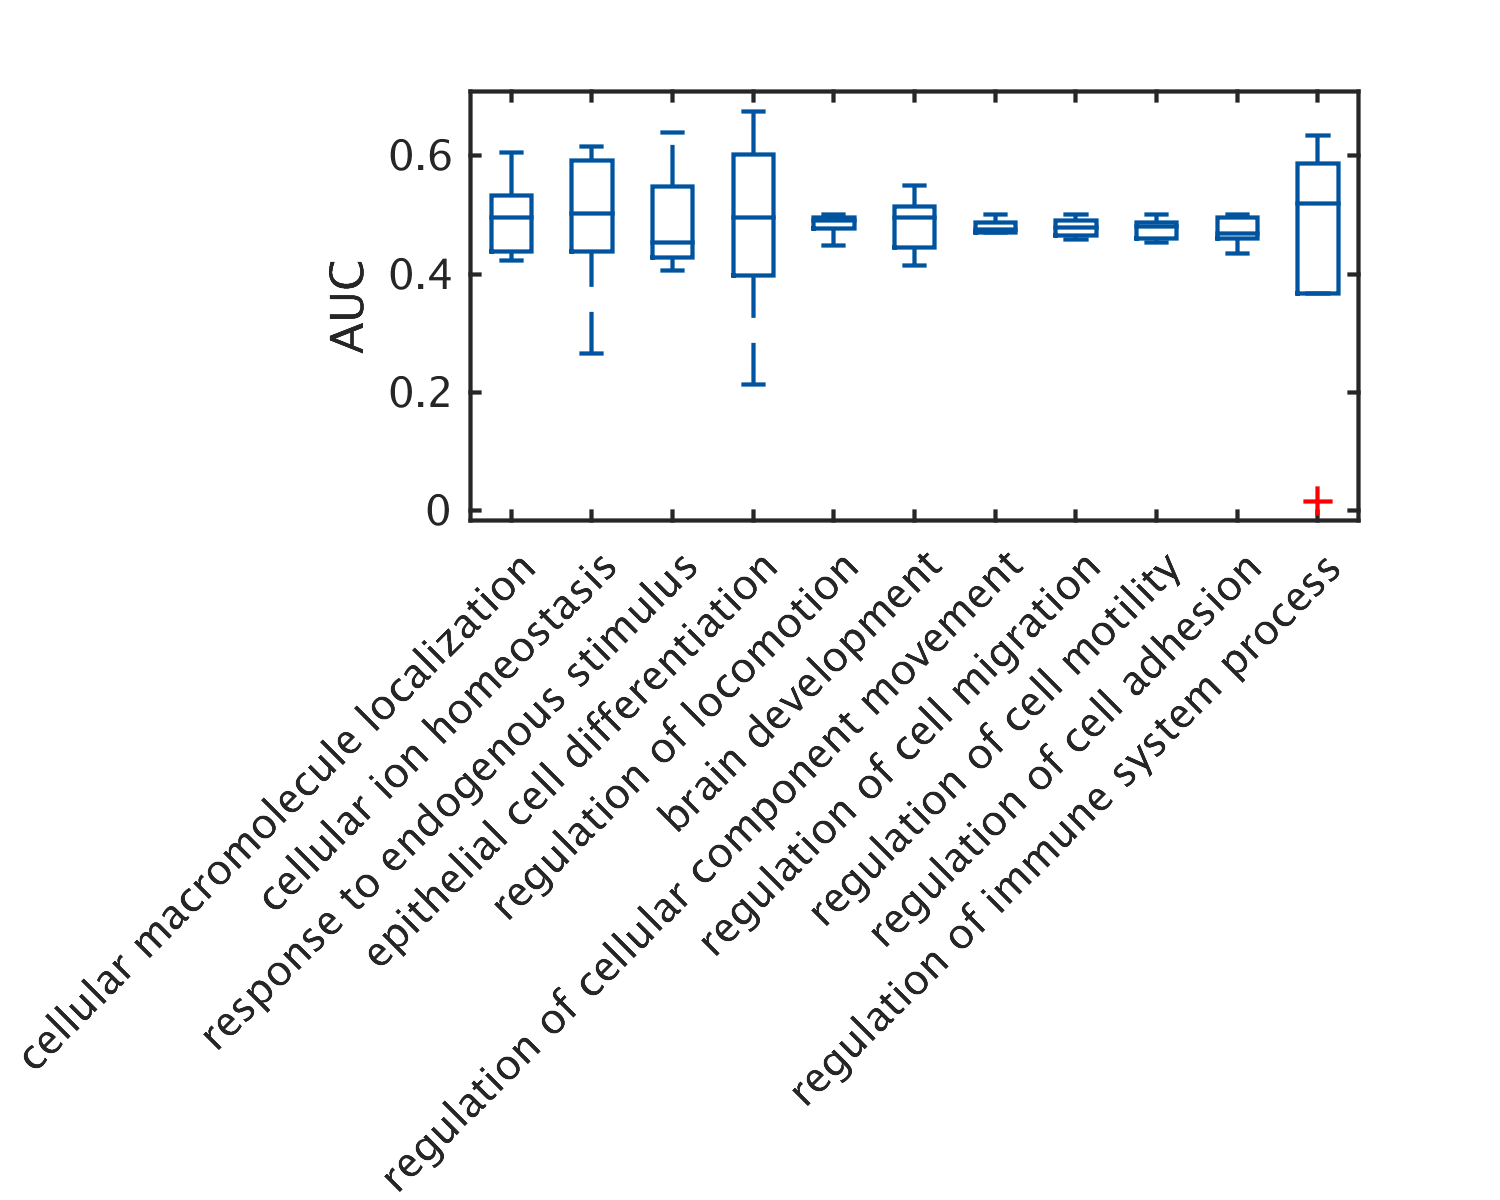 AUC
0.6
0.4
0.2
0
cellular macromolecule localization
cellular ion homeostasis
response to endogenous stimulus
epithelial cell differentiation
regulation of locomotion
brain development
regulation of cellular component movement
regulation of cell migration
regulation of cell motility
regulation of cell adhesion
regulation of immune system process